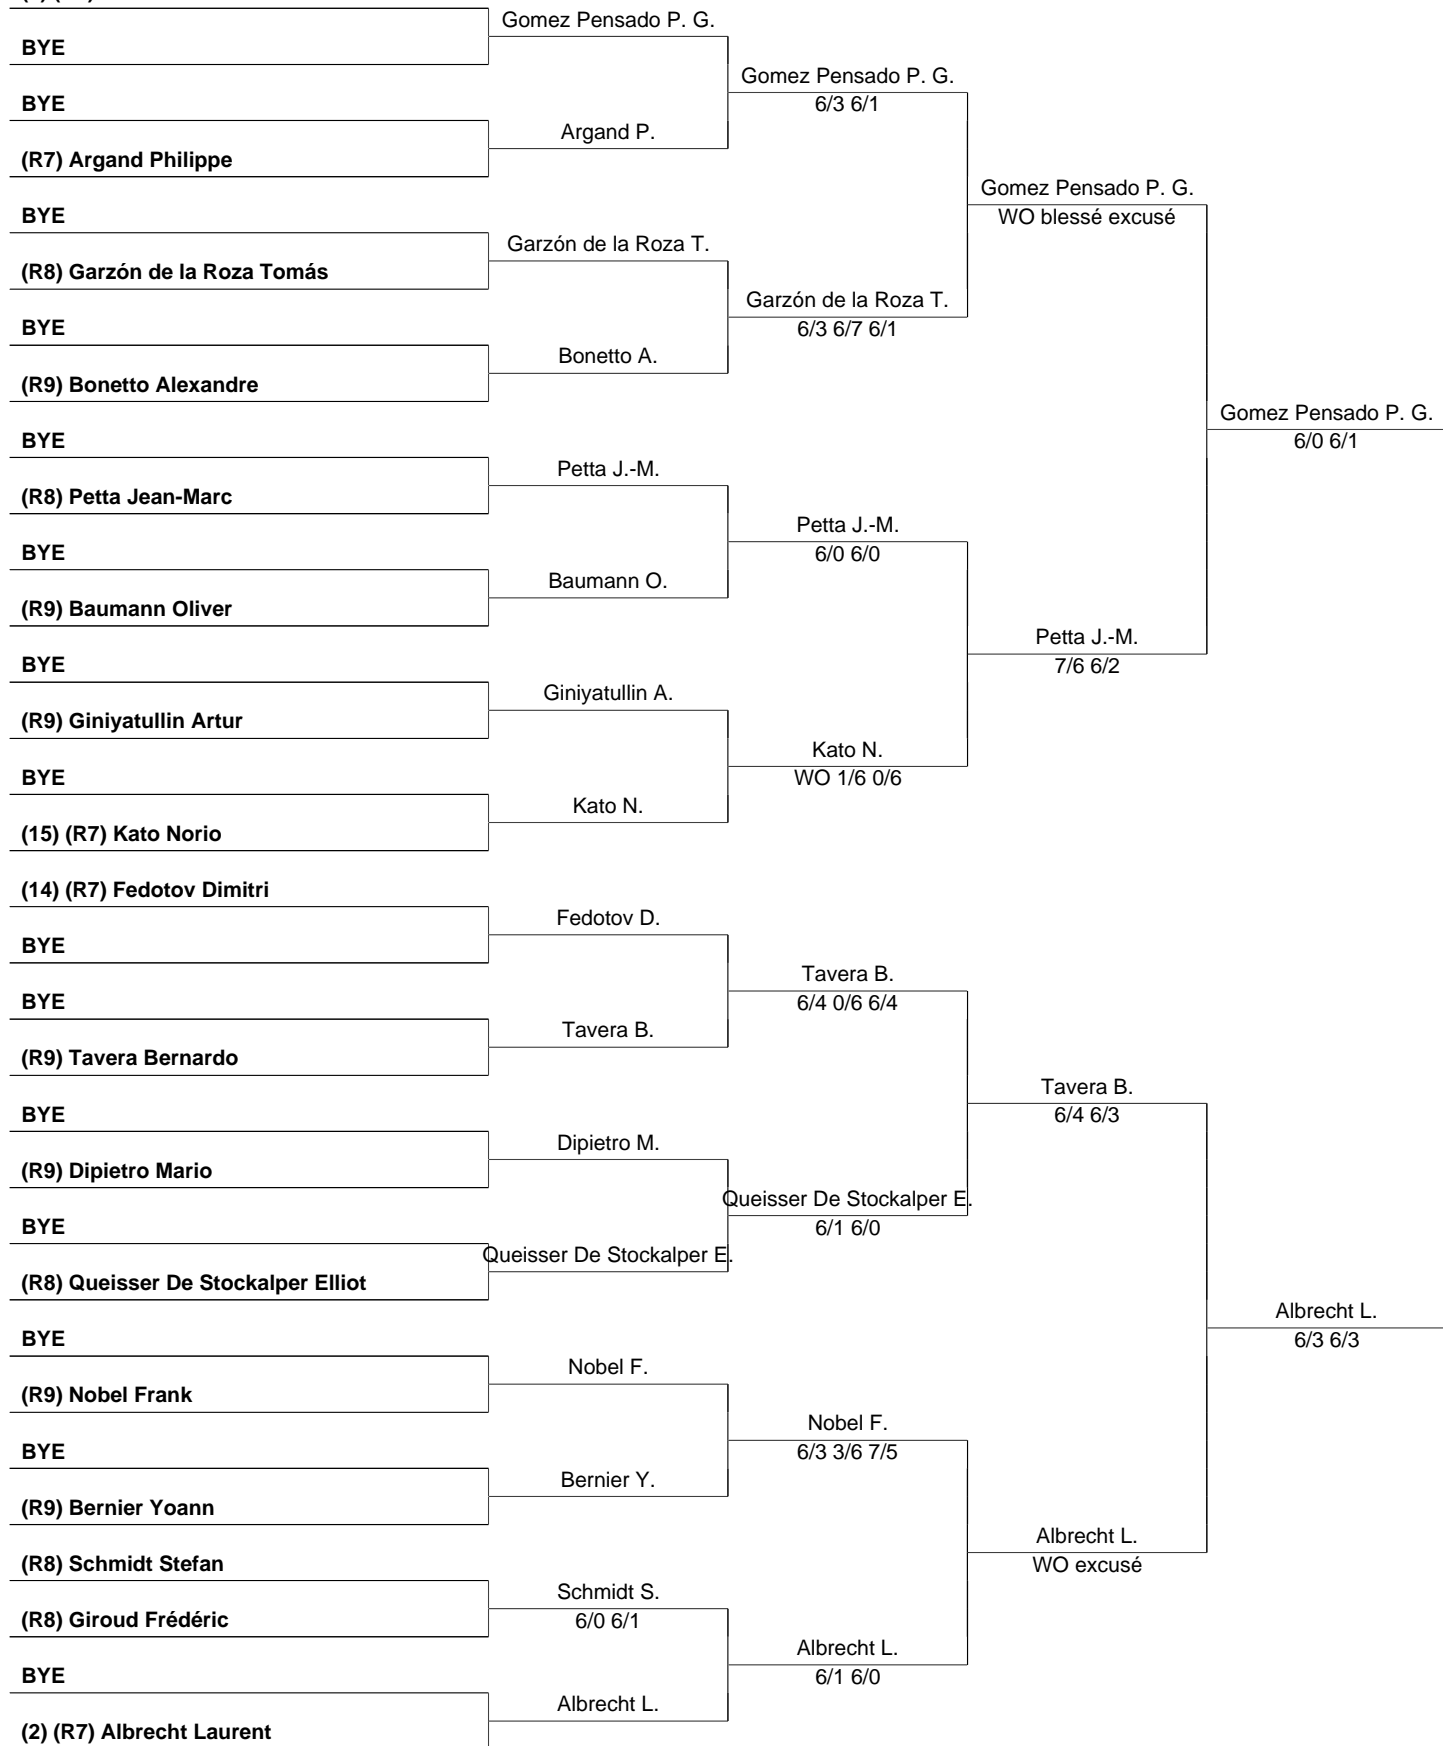 Gomez Pensado P. G.
BYE
Gomez Pensado P. G.
BYE
6/3 6/1
Argand P.
(R7) Argand Philippe
Gomez Pensado P. G.
BYE
WO blessé excusé
Garzón de la Roza T.
(R8) Garzón de la Roza Tomás
Garzón de la Roza T.
BYE
6/3 6/7 6/1
Bonetto A.
(R9) Bonetto Alexandre
Gomez Pensado P. G.
BYE
6/0 6/1
Petta J.-M.
(R8) Petta Jean-Marc
Petta J.-M.
BYE
6/0 6/0
Baumann O.
(R9) Baumann Oliver
Petta J.-M.
BYE
7/6 6/2
Giniyatullin A.
(R9) Giniyatullin Artur
Kato N.
BYE
WO 1/6 0/6
Kato N.
(15) (R7) Kato Norio
(14) (R7) Fedotov Dimitri
Fedotov D.
BYE
Tavera B.
BYE
6/4 0/6 6/4
Tavera B.
(R9) Tavera Bernardo
Tavera B.
BYE
6/4 6/3
Dipietro M.
(R9) Dipietro Mario
Queisser De Stockalper E.
BYE
6/1 6/0
Queisser De Stockalper E.
(R8) Queisser De Stockalper Elliot
Albrecht L.
BYE
6/3 6/3
Nobel F.
(R9) Nobel Frank
Nobel F.
BYE
6/3 3/6 7/5
Bernier Y.
(R9) Bernier Yoann
Albrecht L.
(R8) Schmidt Stefan
WO excusé
Schmidt S.
(R8) Giroud Frédéric
6/0 6/1
Albrecht L.
BYE
6/1 6/0
Albrecht L.
(2) (R7) Albrecht Laurent